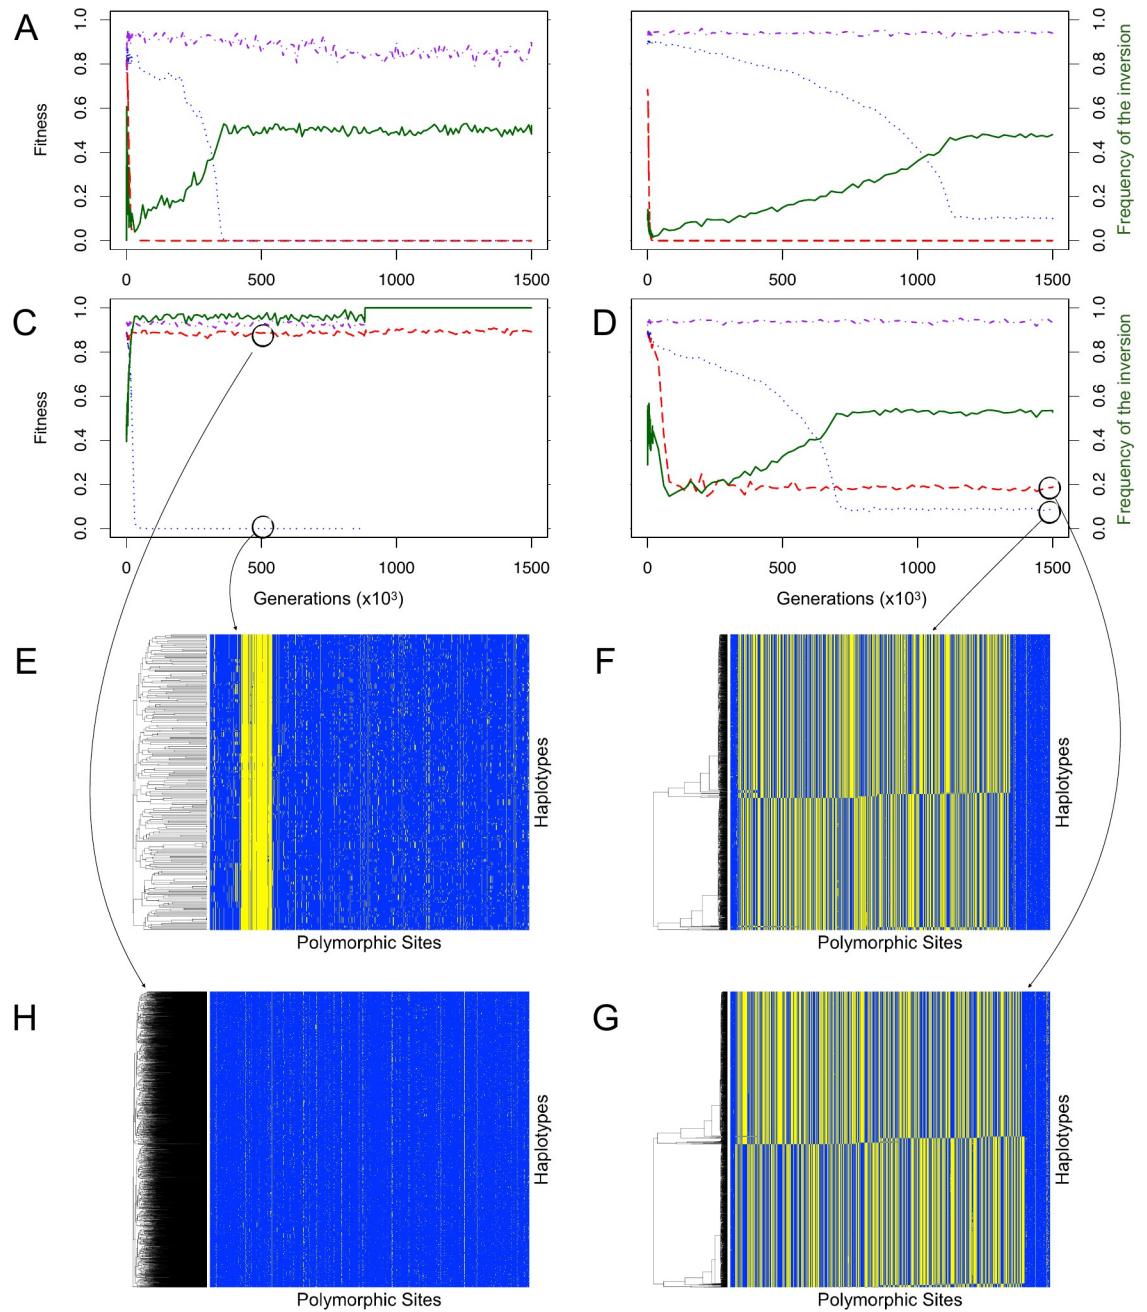 A
Fitness
1.0
0.8
0.6
0.4
0.2
0.0
0
500
1000
1500
1.0
0.8
0.6
0.4
0.2
0.0
Frequency of the inversion
0
500
1000
1500
C
Fitness
1.0
0.8
0.6
0.4
0.2
0.0
0
500
1000
1500
Generations (x10³)
D
1.0
0.8
0.6
0.4
0.2
0.0
Frequency of the inversion
0
500
1000
1500
Generations (x10³)
E
Haplotypes
Polymorphic Sites
F
Haplotypes
Polymorphic Sites
H
Haplotypes
Polymorphic Sites
G
Haplotypes
Polymorphic Sites